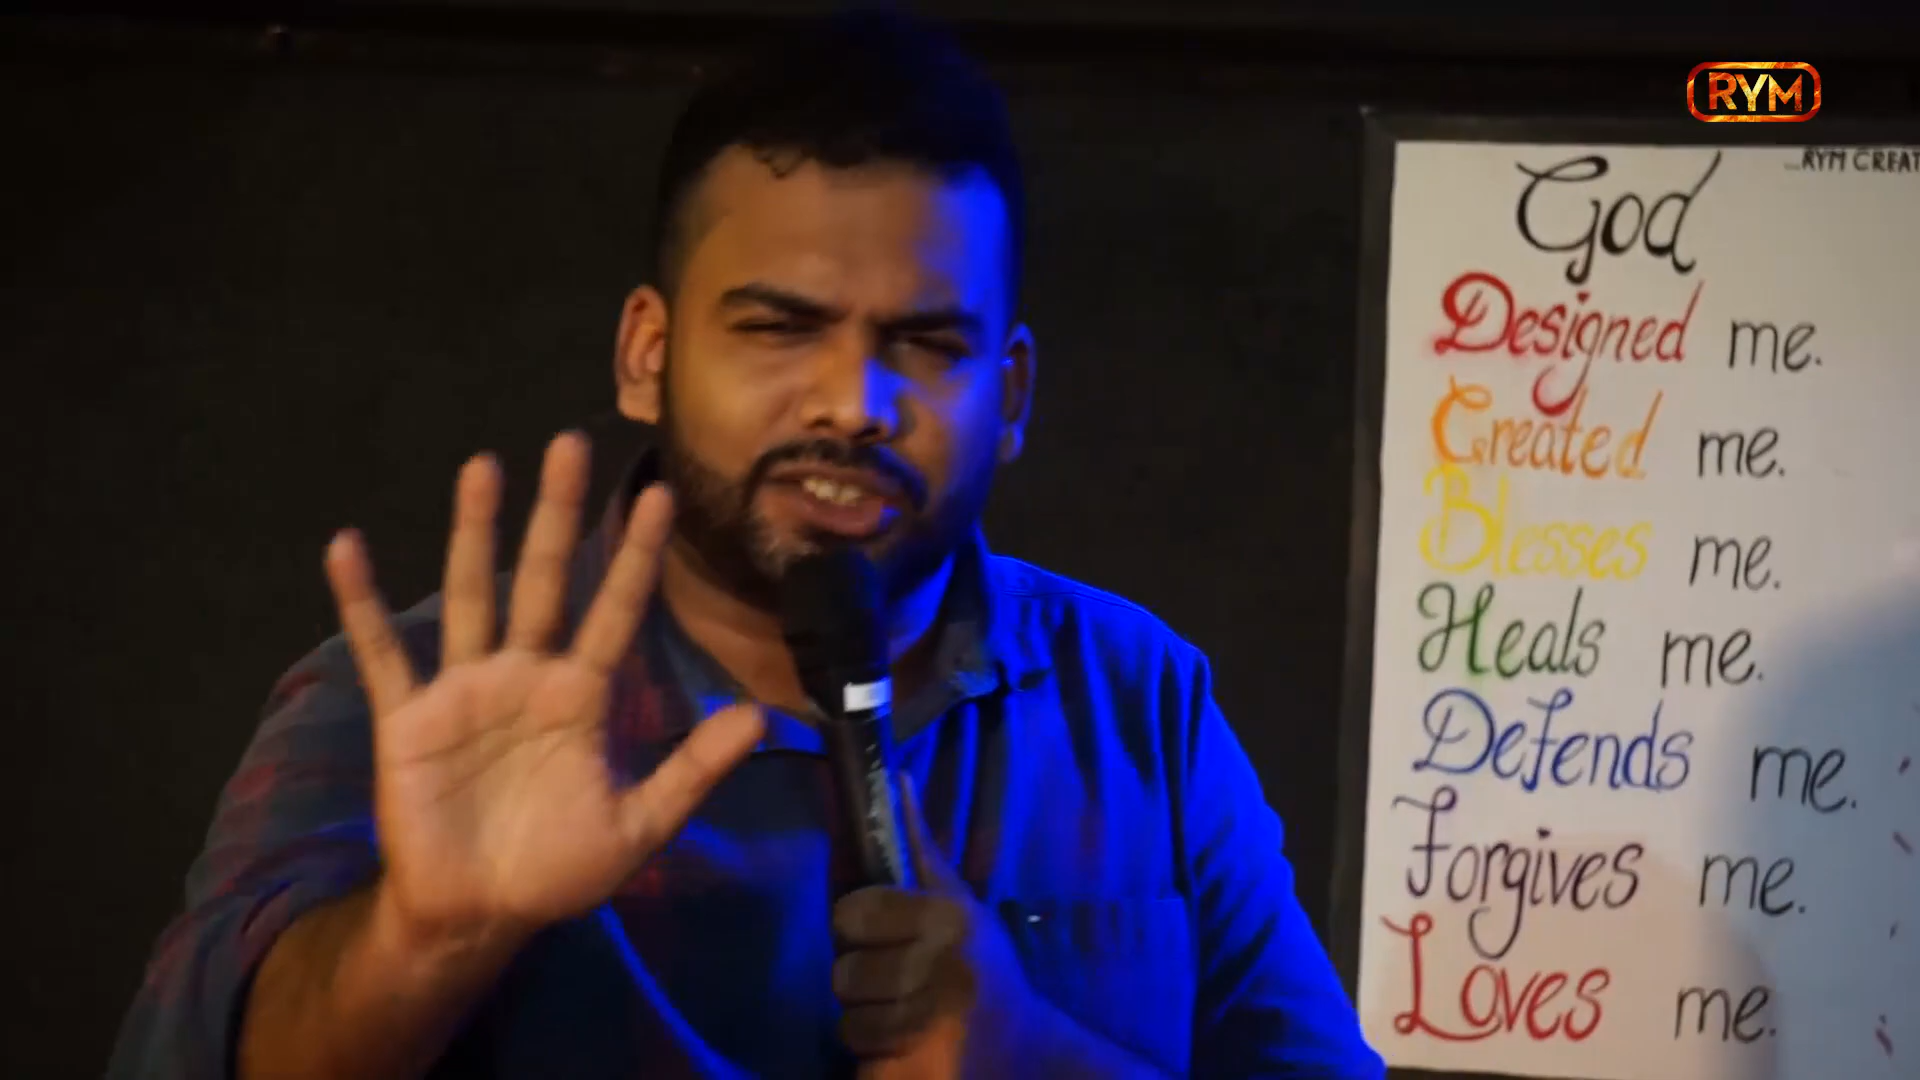 RYM
...RYM CREAT
God
Designed me.
Created me.
Blesses me.
Heals me.
Defends me.
Forgives me.
Loves me.